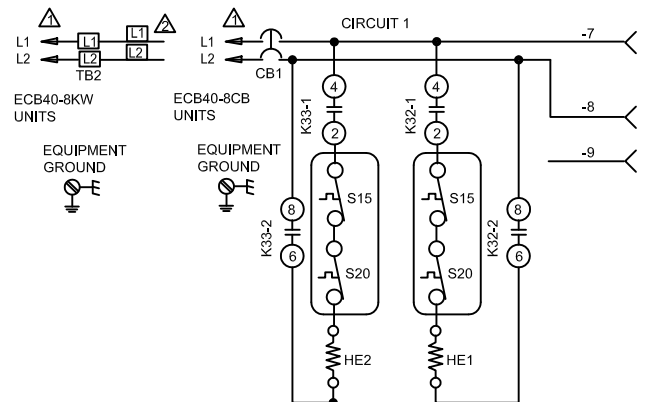 1 2 1 CIRCUIT 1
L1 L1 L1 L1 -7
L2 L2 L2 L2
TB2 CB1
ECB40-8KW
UNITS
ECB40-8CB
UNITS
4 4
K33-1 K32-1
2 2
-8
-9
EQUIPMENT
GROUND
EQUIPMENT
GROUND
S15 S15
8 8
K33-2 K32-2
6 6
S20 S20
HE2 HE1